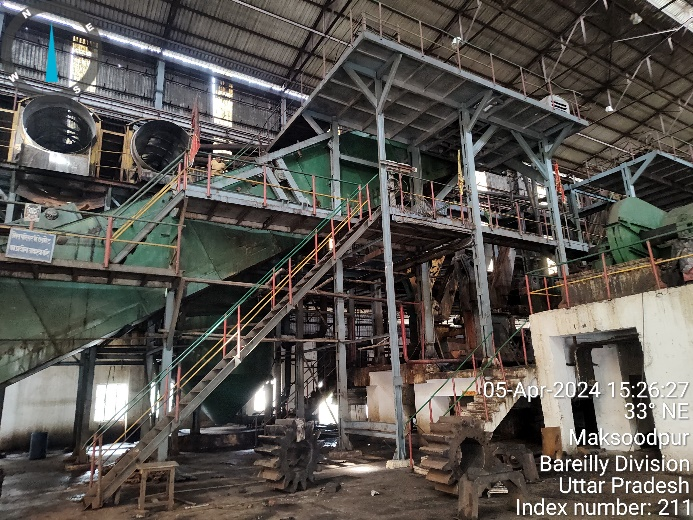 N
E
S
W
05-Apr-2024 15:26:27
33° NE
Maksoodpur
Bareilly Division
Uttar Pradesh
Index number: 211